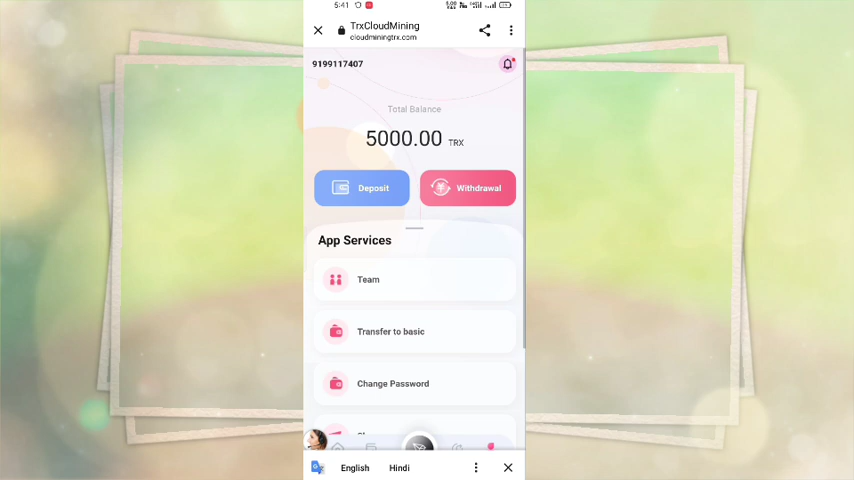 5:41
TrxCloudMining
cloudminingtrx.com
9199117407
Total Balance
5000.00 TRX
Deposit
Withdrawal
App Services
Team
Transfer to basic
Change Password
English
Hindi